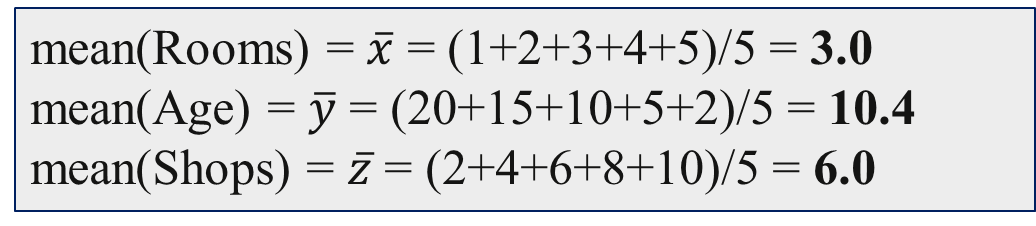 mean(Rooms) = x̄ = (1+2+3+4+5)/5 = 3.0
mean(Age) = ȳ = (20+15+10+5+2)/5 = 10.4
mean(Shops) = z̄ = (2+4+6+8+10)/5 = 6.0